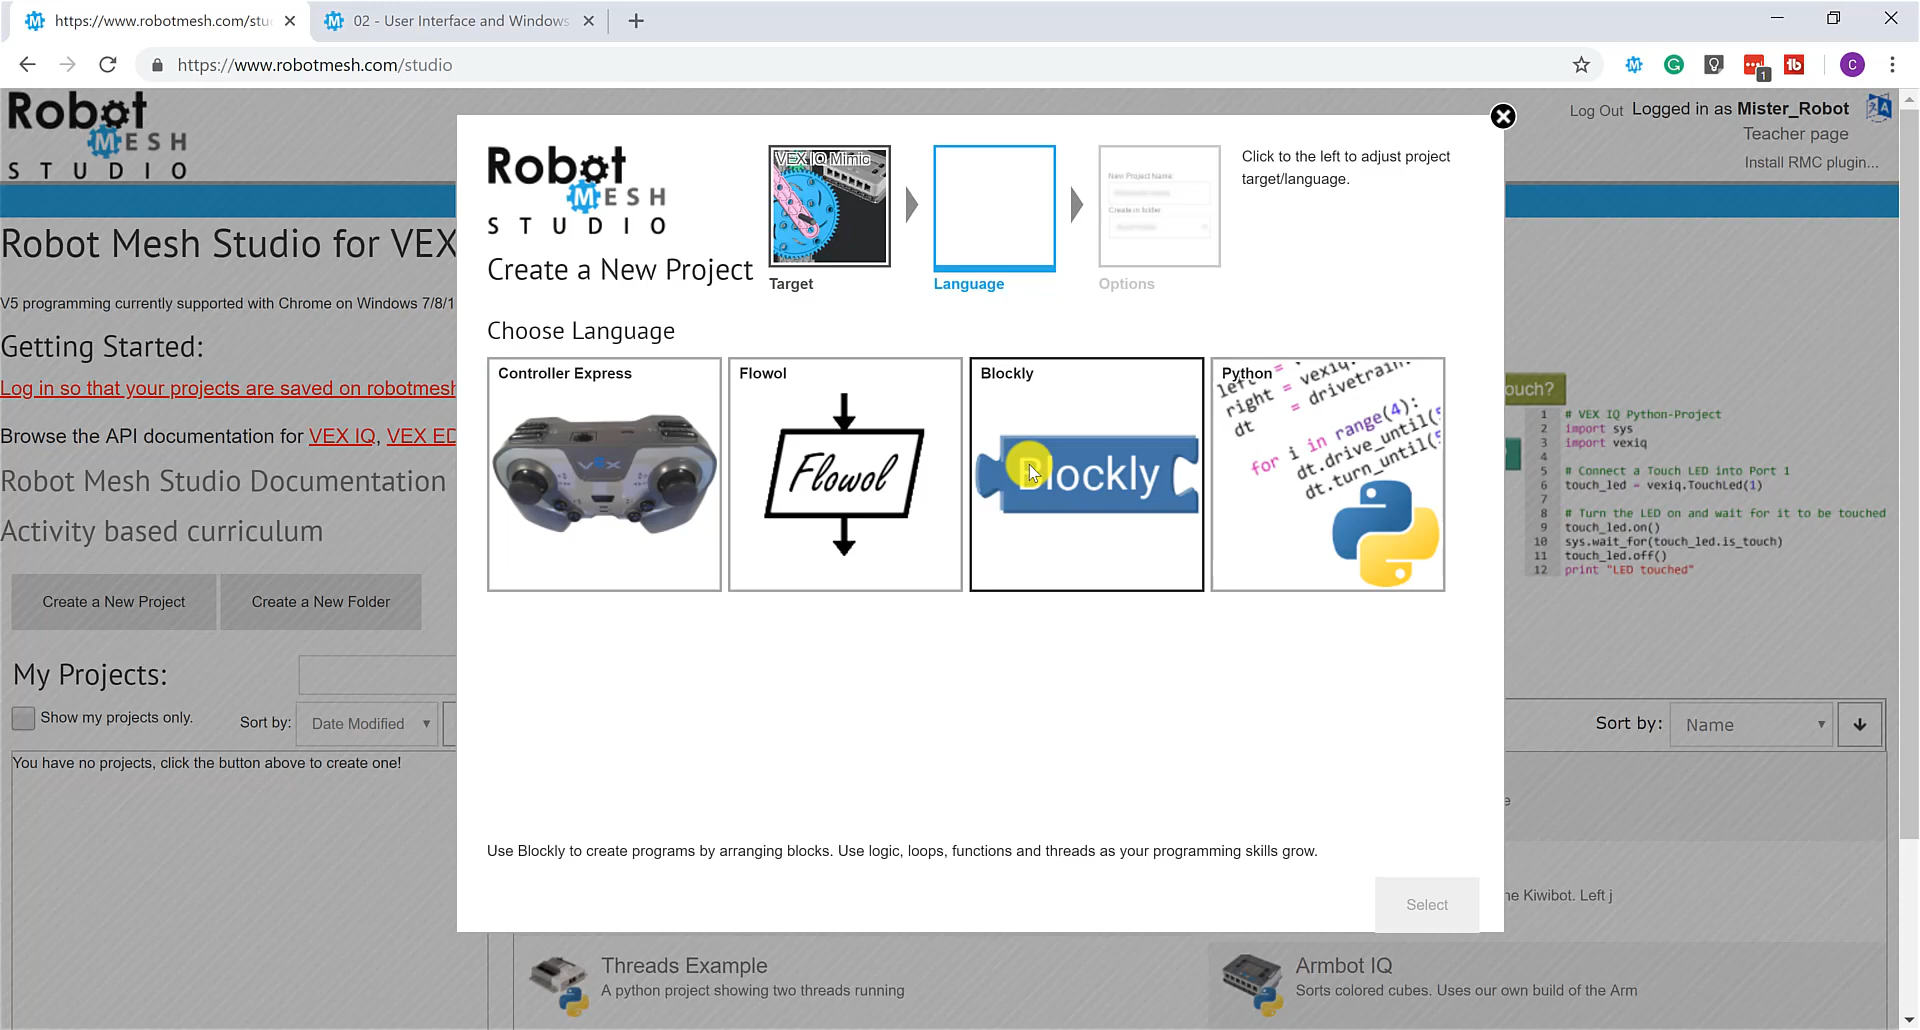 https://www.robotmesh.com/stu
02 - User Interface and Windows
https://www.robotmesh.com/studio
1
C
Robot
MESH
STUDIO
Log Out
Logged in as Mister_Robot
Teacher page
Install RMC plugin...
Robot Mesh Studio for VEX
V5 programming currently supported with Chrome on Windows 7/8/1
Getting Started:
Log in so that your projects are saved on robotmesh
Browse the API documentation for VEX IQ, VEX ED
Robot Mesh Studio Documentation
Activity based curriculum
Create a New Project
Create a New Folder
My Projects:
Show my projects only.
Sort by:
Date Modified
You have no projects, click the button above to create one!
Robot
MESH
STUDIO
Create a New Project
VEX IQ Mimic
Target
Language
New Project Name:
Create in folder:
Options
Click to the left to adjust project
target/language.
Choose Language
Controller Express
VEX
Flowol
Flowol
Blockly
Blockly
Python
left =
right = vexiq.
dt = drivetrain.
for i in range(4):
dt.drive_until(
dt.turn_until(
Use Blockly to create programs by arranging blocks. Use logic, loops, functions and threads as your programming skills grow.
Select
ouch?
1 # VEX IQ Python-Project
2 import sys
3 import vexiq
4
5 # Connect a Touch LED into Port 1
6 touch_led = vexiq.TouchLed(1)
7
8 # Turn the LED on and wait for it to be touched
9 touch_led.on()
10 sys.wait_for(touch_led.is_touch)
11 touch_led.off()
12 print "LED touched"
Sort by:
Name
e
ne Kiwibot. Left j
Threads Example
A python project showing two threads running
Armbot IQ
Sorts colored cubes. Uses our own build of the Arm